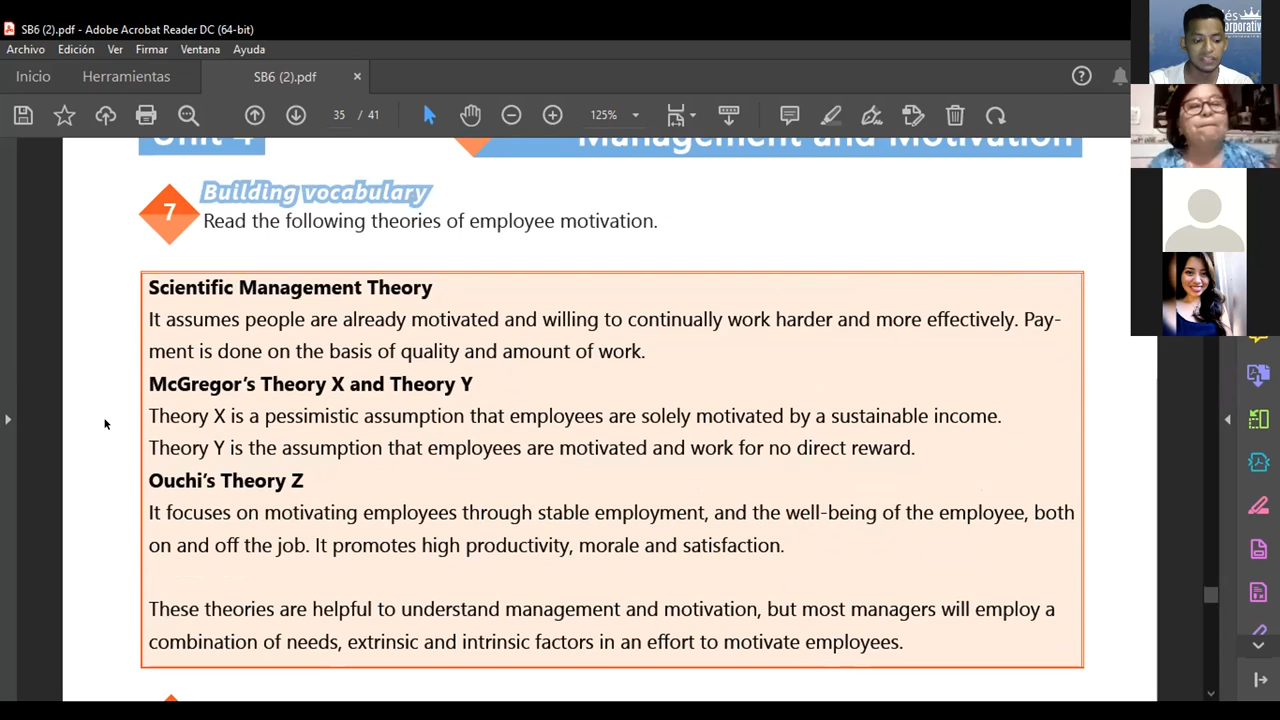 SB6 (2).pdf - Adobe Acrobat Reader DC (64-bit)
Archivo Edición Ver Firmar Ventana Ayuda
Inicio Herramientas SB6 (2).pdf ×
35 / 41 125%
Unit 4 Management and Motivation
Building vocabulary
7 Read the following theories of employee motivation.
Scientific Management Theory
It assumes people are already motivated and willing to continually work harder and more effectively. Pay-
ment is done on the basis of quality and amount of work.
McGregor's Theory X and Theory Y
Theory X is a pessimistic assumption that employees are solely motivated by a sustainable income.
Theory Y is the assumption that employees are motivated and work for no direct reward.
Ouchi's Theory Z
It focuses on motivating employees through stable employment, and the well-being of the employee, both
on and off the job. It promotes high productivity, morale and satisfaction.
These theories are helpful to understand management and motivation, but most managers will employ a
combination of needs, extrinsic and intrinsic factors in an effort to motivate employees.